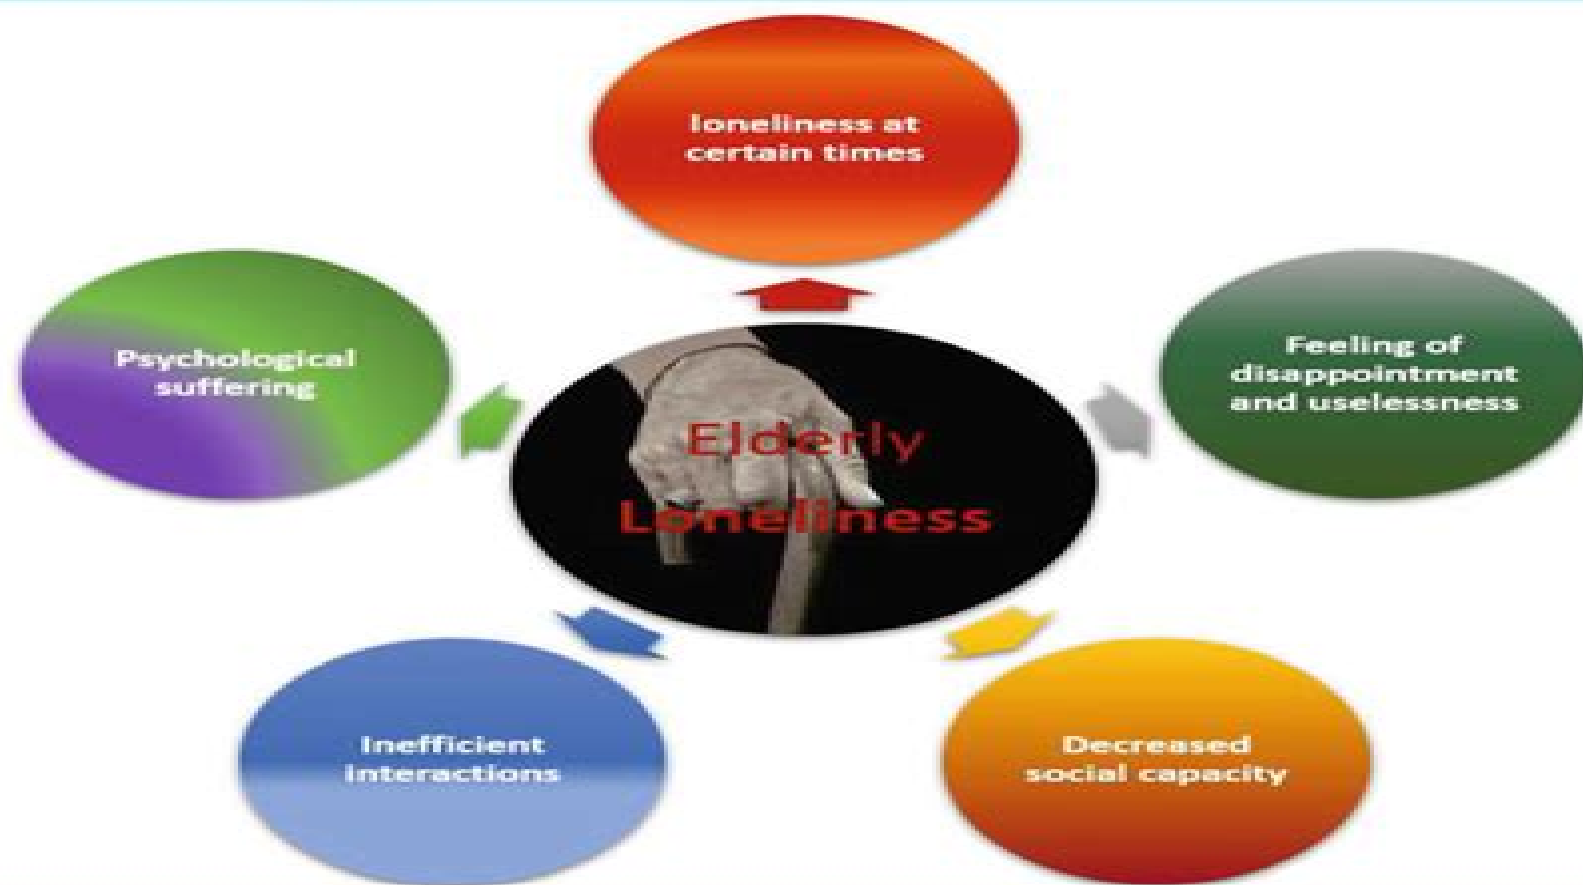 loneliness at
certain times
Psychological
suffering
Feeling of
disappointment
and uselessness
Elderly
Loneliness
Inefficient
interactions
Decreased
social capacity